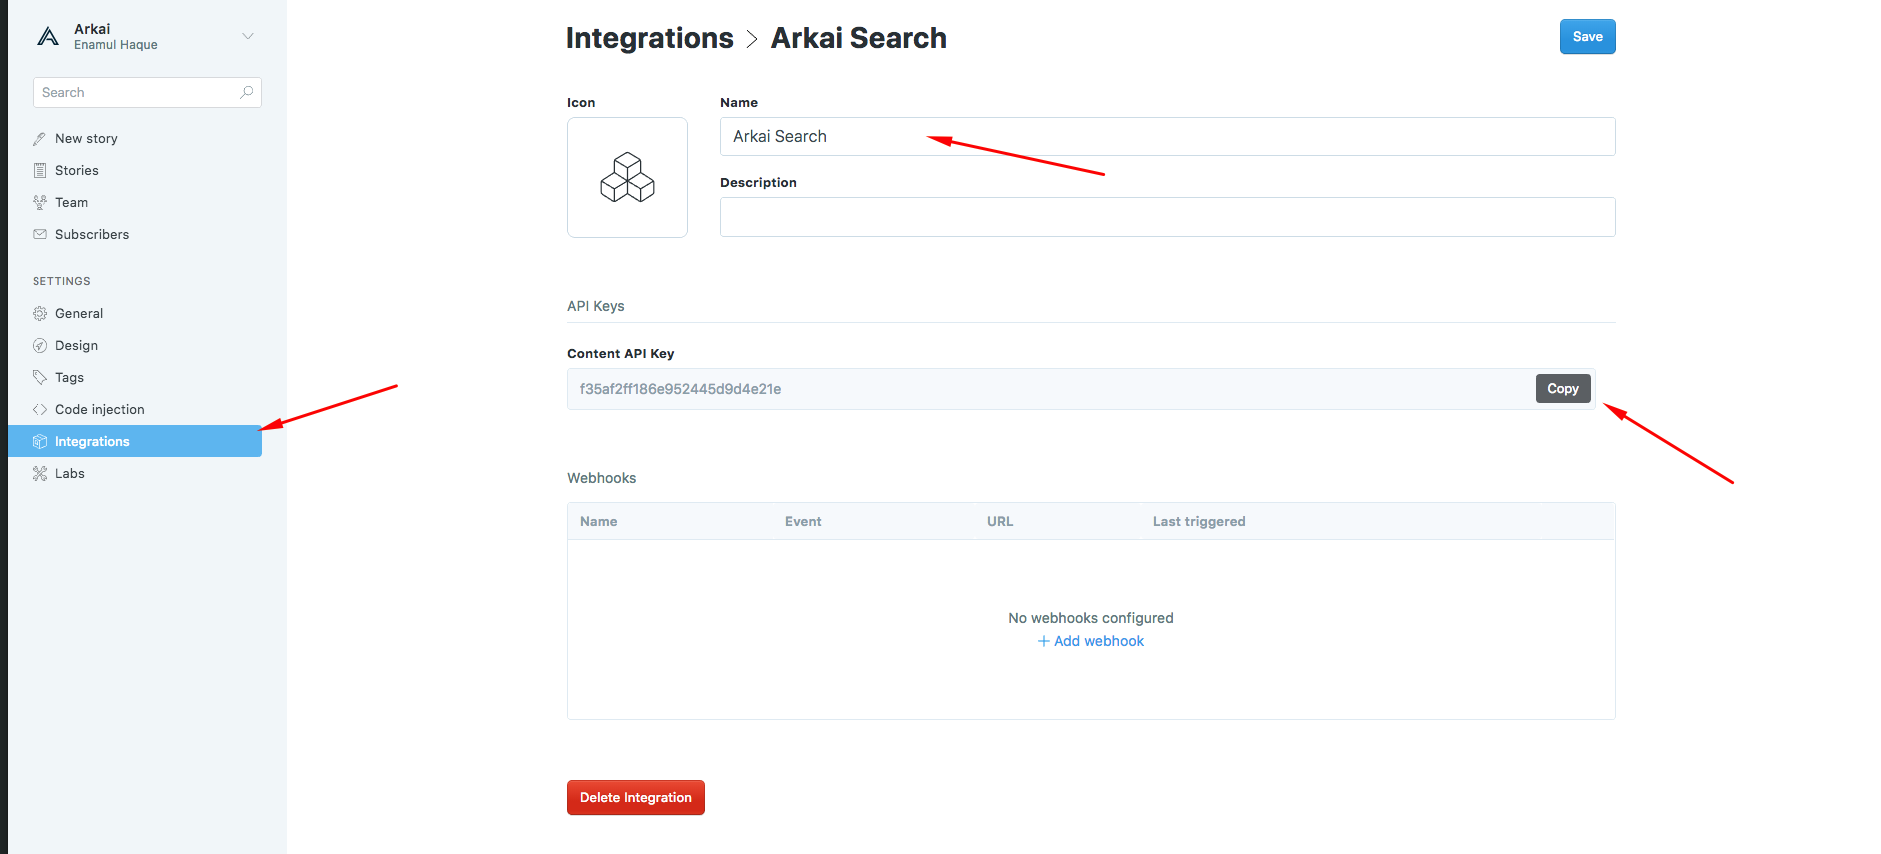 Arkai
Enamul Haque
Search
New story
Stories
Team
Subscribers
SETTINGS
General
Design
Tags
Code injection
Integrations
Labs
Integrations > Arkai Search
Save
Icon
Name
Arkai Search
Description
API Keys
Content API Key
f35af2ff186e952445d9d4e21e
Copy
Webhooks
Name Event URL Last triggered
No webhooks configured
+ Add webhook
Delete Integration